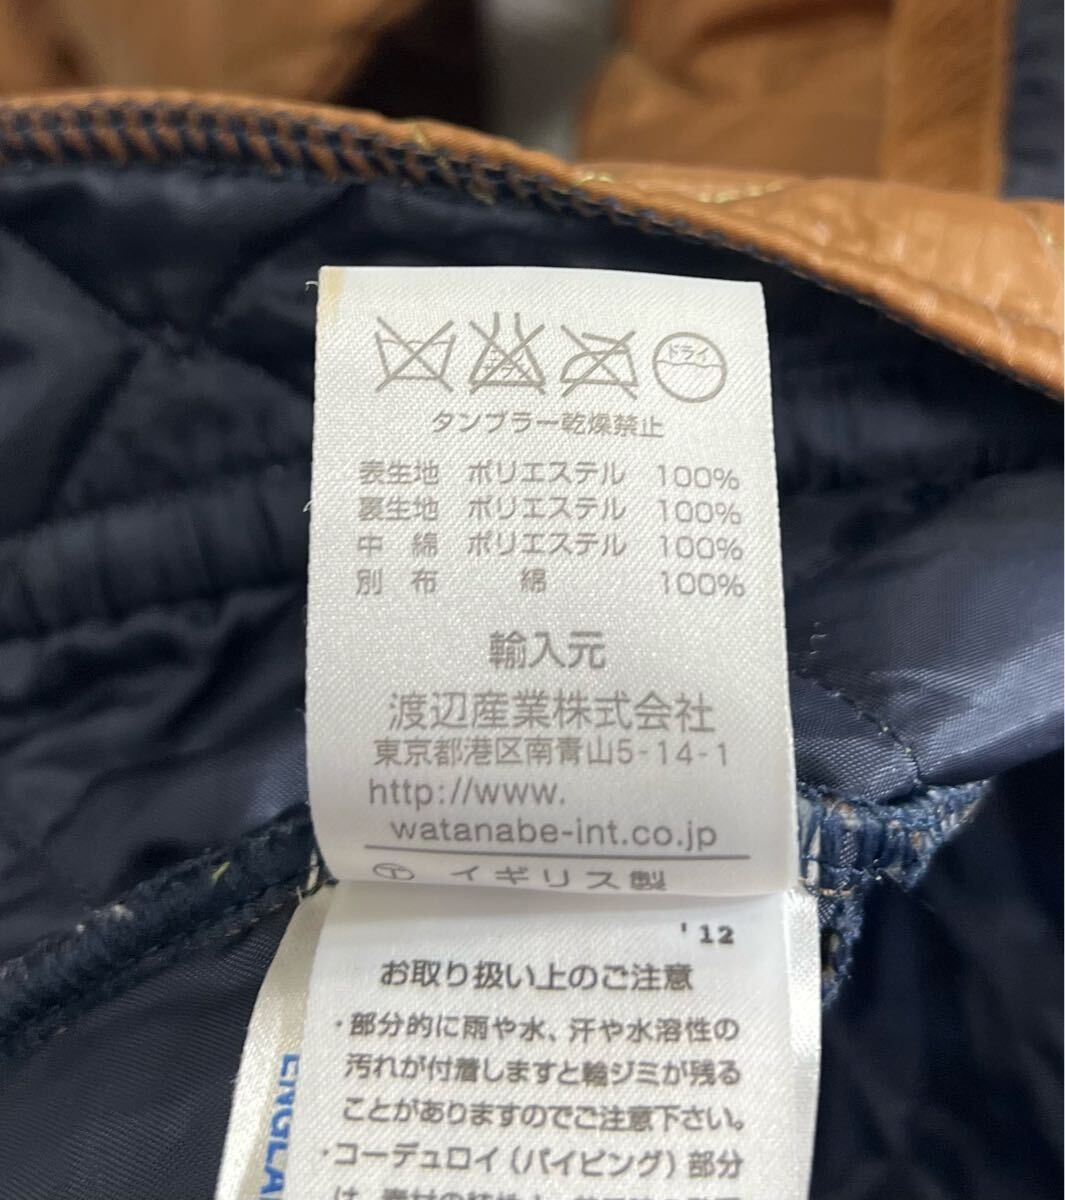 エンソ
サラシ
ドライ
タンブラー乾燥禁止
表生地 ポリエステル 100%
裏生地 ポリエステル 100%
中 綿 ポリエステル 100%
別 布 綿 100%
輸入元
渡辺産業株式会社
東京都港区南青山5-14-1
http://www.
watanabe-int.co.jp
イギリス製
'12
お取り扱い上のご注意
・部分的に雨や水、汗や水溶性の
汚れが付着しますと輪ジミが残る
ことがありますのでご注意下さい。
・コーデュロイ(パイピング)部分
ENGLA